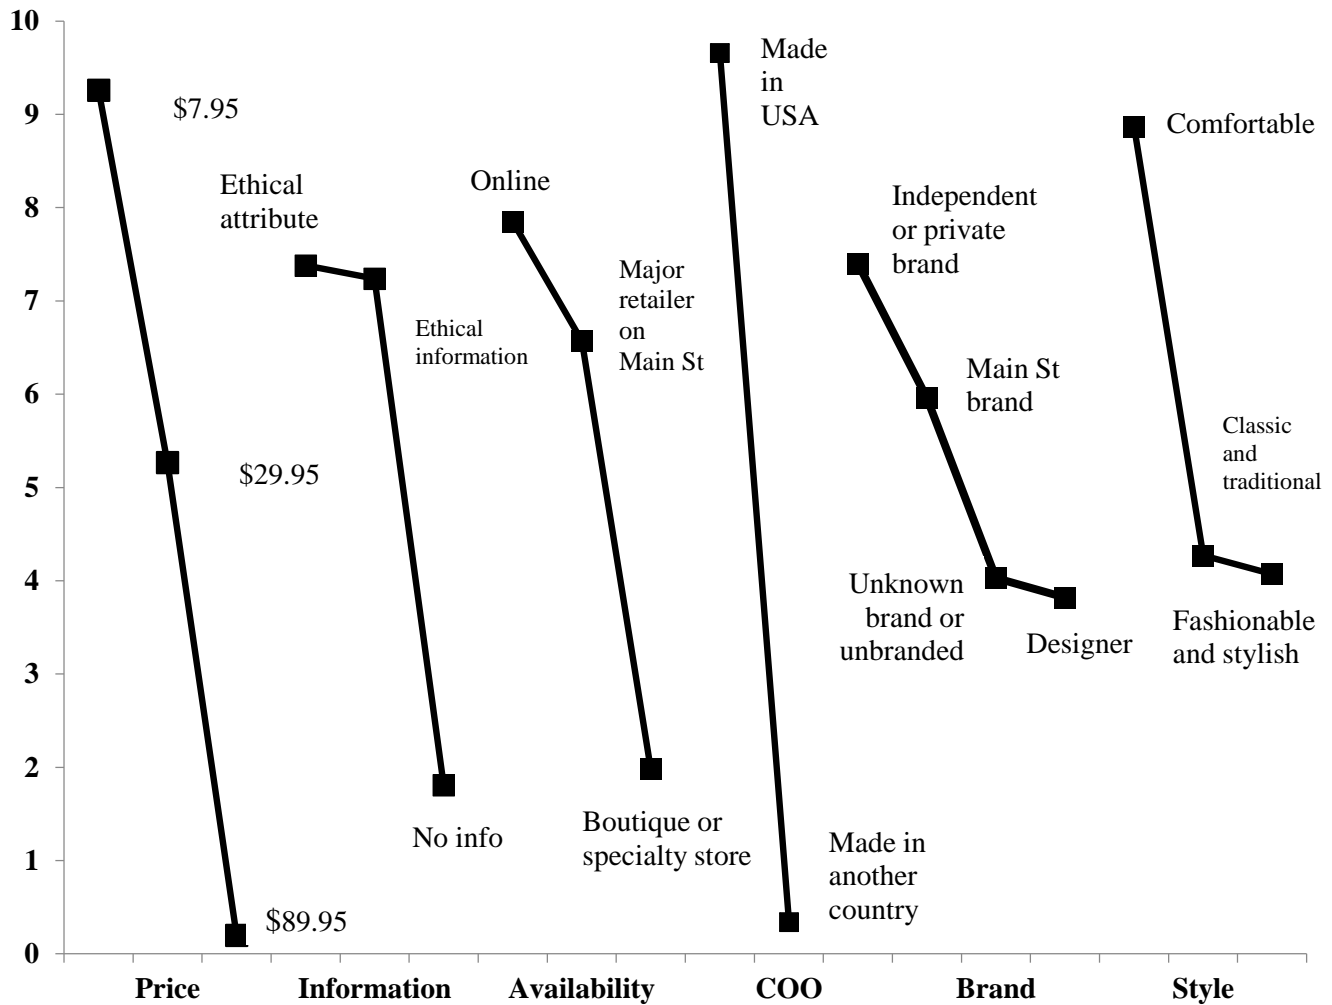 10
9
8
7
6
5
4
3
2
1
0
$7.95
$29.95
$89.95
Ethical
attribute
Ethical
information
No info
Online
Major
retailer
on
Main St
Boutique or
specialty store
Made
in
USA
Made in
another
country
Independent
or private
brand
Main St
brand
Unknown
brand or
unbranded
Designer
Comfortable
Classic
and
traditional
Fashionable
and stylish
Price
Information
Availability
COO
Brand
Style